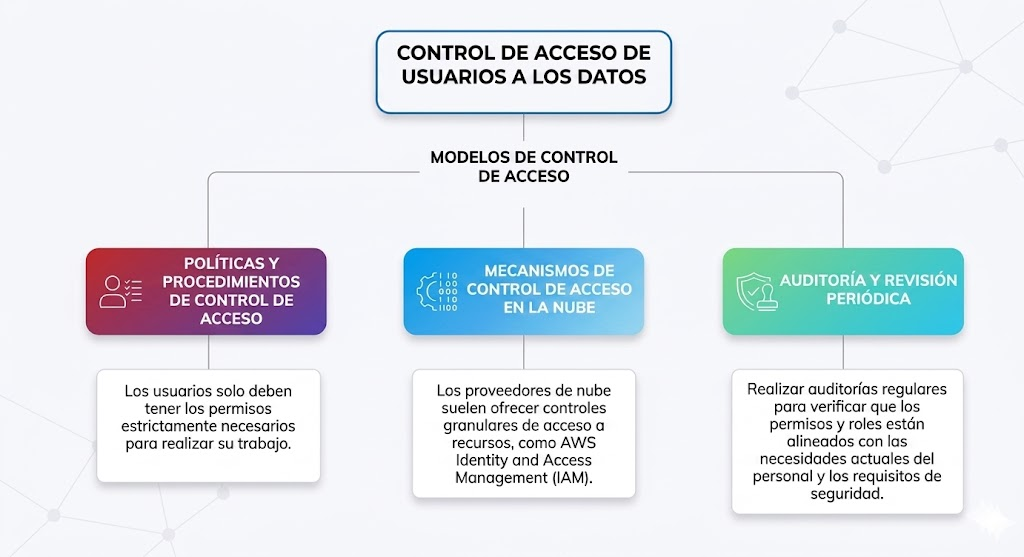 CONTROL DE ACCESO DE
USUARIOS A LOS DATOS
MODELOS DE CONTROL
DE ACCESO
POLÍTICAS Y
PROCEDIMIENTOS
DE CONTROL DE
ACCESO
MECANISMOS DE
CONTROL DE ACCESO
EN LA NUBE
AUDITORÍA Y REVISIÓN
PERIÓDICA
Los usuarios solo deben
tener los permisos
estrictamente necesarios
para realizar su trabajo.
Los proveedores de nube
suelen ofrecer controles
granulares de acceso a
recursos, como AWS
Identity and Access
Management (IAM).
Realizar auditorías regulares
para verificar que los
permisos y roles están
alineados con las
necesidades actuales del
personal y los requisitos de
seguridad.